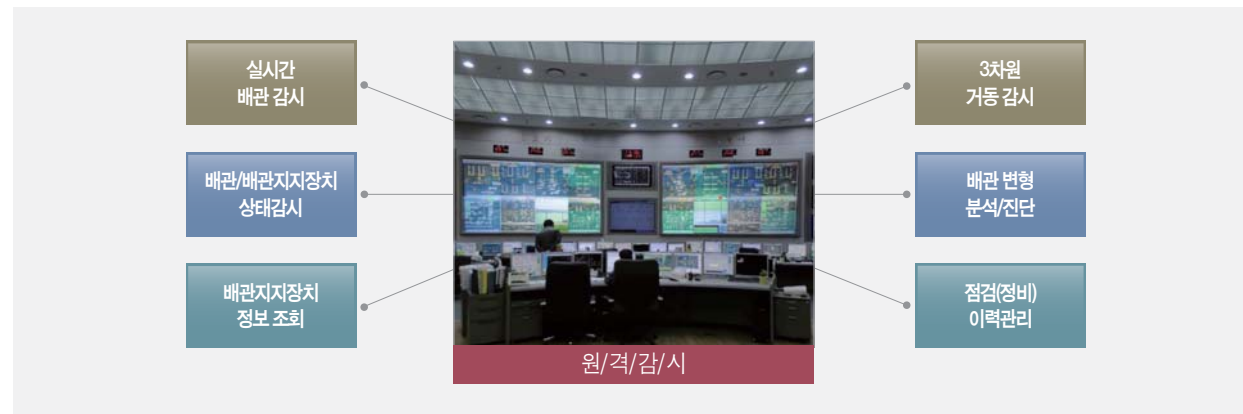 실시간
배관 감시
배관/배관지지장치
상태감시
배관지지장치
정보 조회
원/격/감/시
3차원
거동 감시
배관 변형
분석/진단
점검(정비)
이력관리